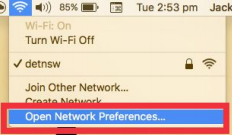 85% Tue 2:53 pm Jack
Wi-Fi: On
Turn Wi-Fi Off
✓ detnsw
Join Other Network...
Create Network...
Open Network Preferences...